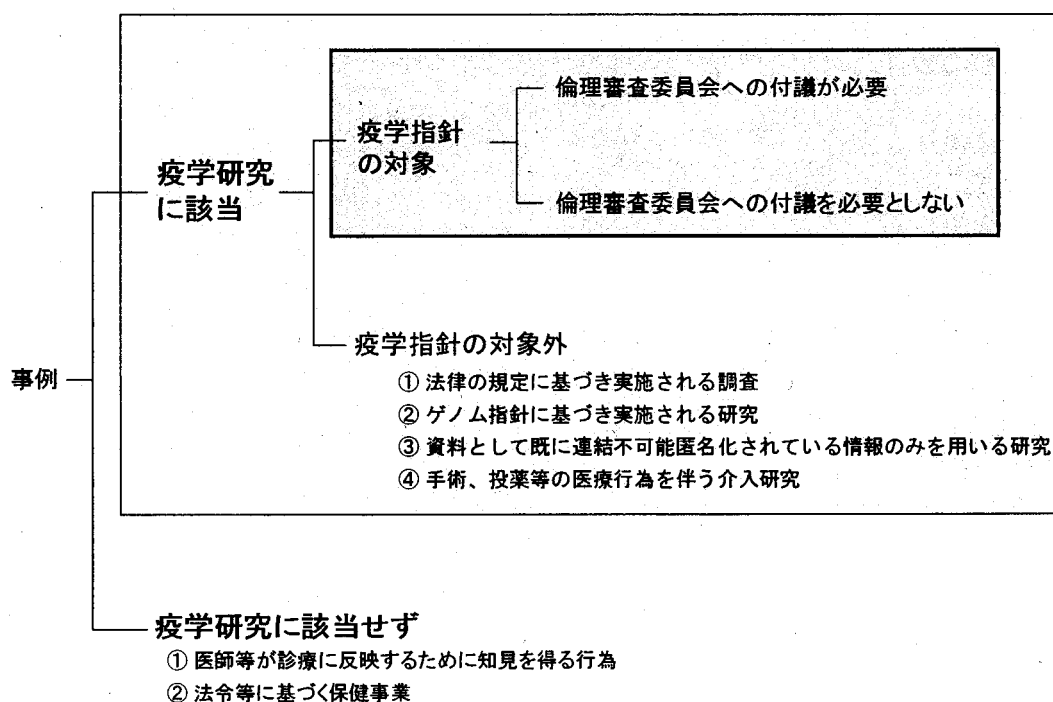 倫理審査委員会への付議が必要
疫学指針
の対象
疫学研究
に該当
倫理審査委員会への付議を必要としない
疫学指針の対象外
事例
① 法律の規定に基づき実施される調査
② ゲノム指針に基づき実施される研究
③ 資料として既に連結不可能匿名化されている情報のみを用いる研究
④ 手術、投薬等の医療行為を伴う介入研究
疫学研究に該当せず
① 医師等が診療に反映するために知見を得る行為
② 法令等に基づく保健事業